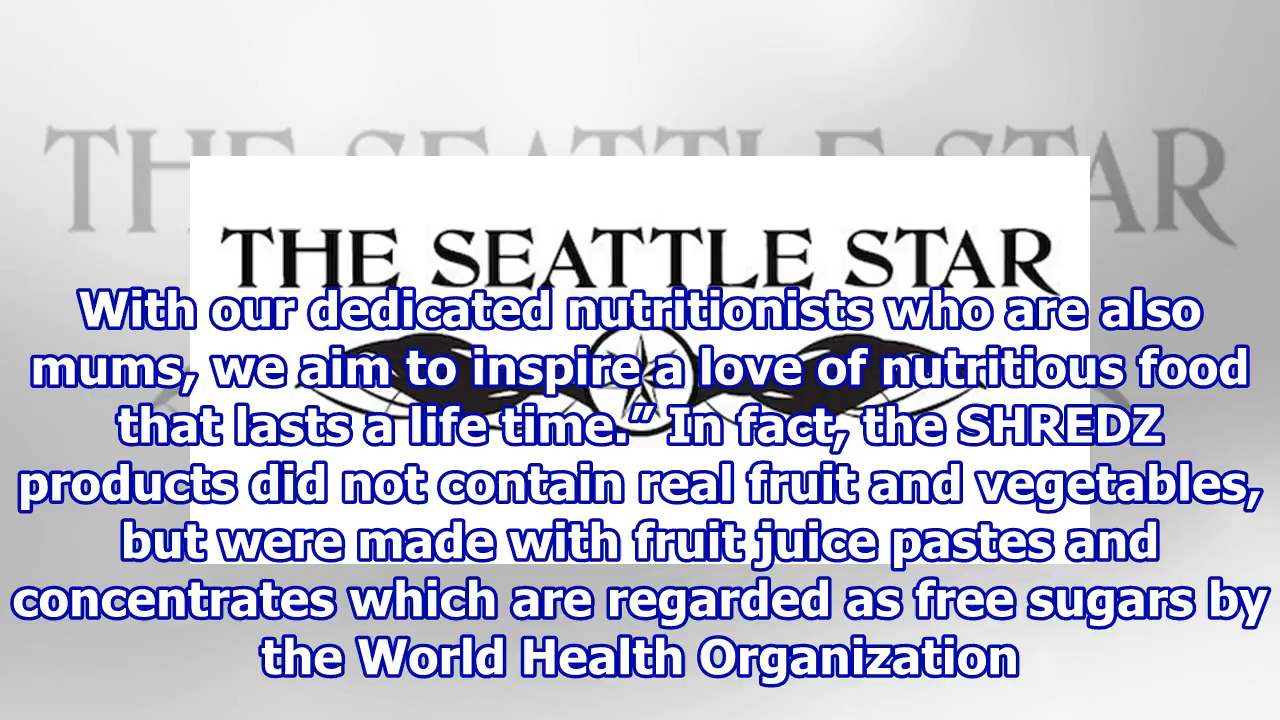 THE SEATTLE STAR
THE SEATTLE STAR
With our dedicated nutritionists who are also
mums, we aim to inspire a love of nutritious food
that lasts a life time.” In fact, the SHREDZ
products did not contain real fruit and vegetables,
but were made with fruit juice pastes and
concentrates which are regarded as free sugars by
the World Health Organization